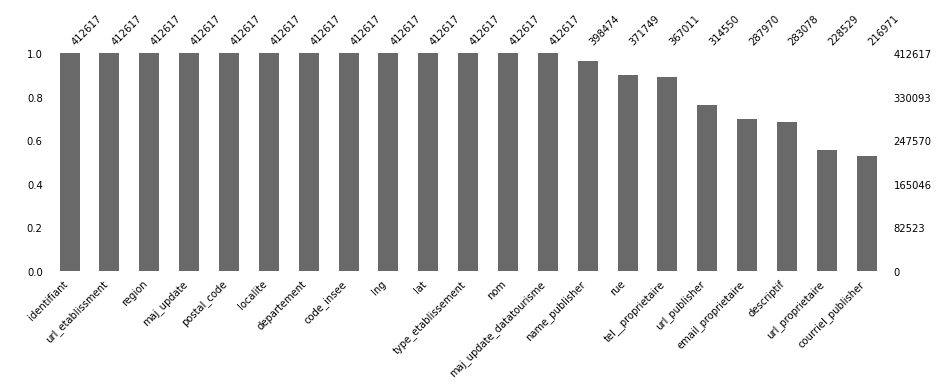 412617 412617 412617 412617 412617 412617 412617 412617 412617 412617 412617 412617 412617 398474 371749 367011 314550 287970 283078 228529 216971
1.0 412617
0.8 330093
0.6 247570
0.4 165046
0.2 82523
0.0 0
identifiant
url_etablissment
region
maj_update
postal_code
localite
departement
code_insee
lng
lat
type_etablissement
nom
maj_update_datatourisme
name_publisher
rue
tel__proprietaire
url_publisher
email_proprietaire
descriptif
url_proprietaire
courriel_publisher